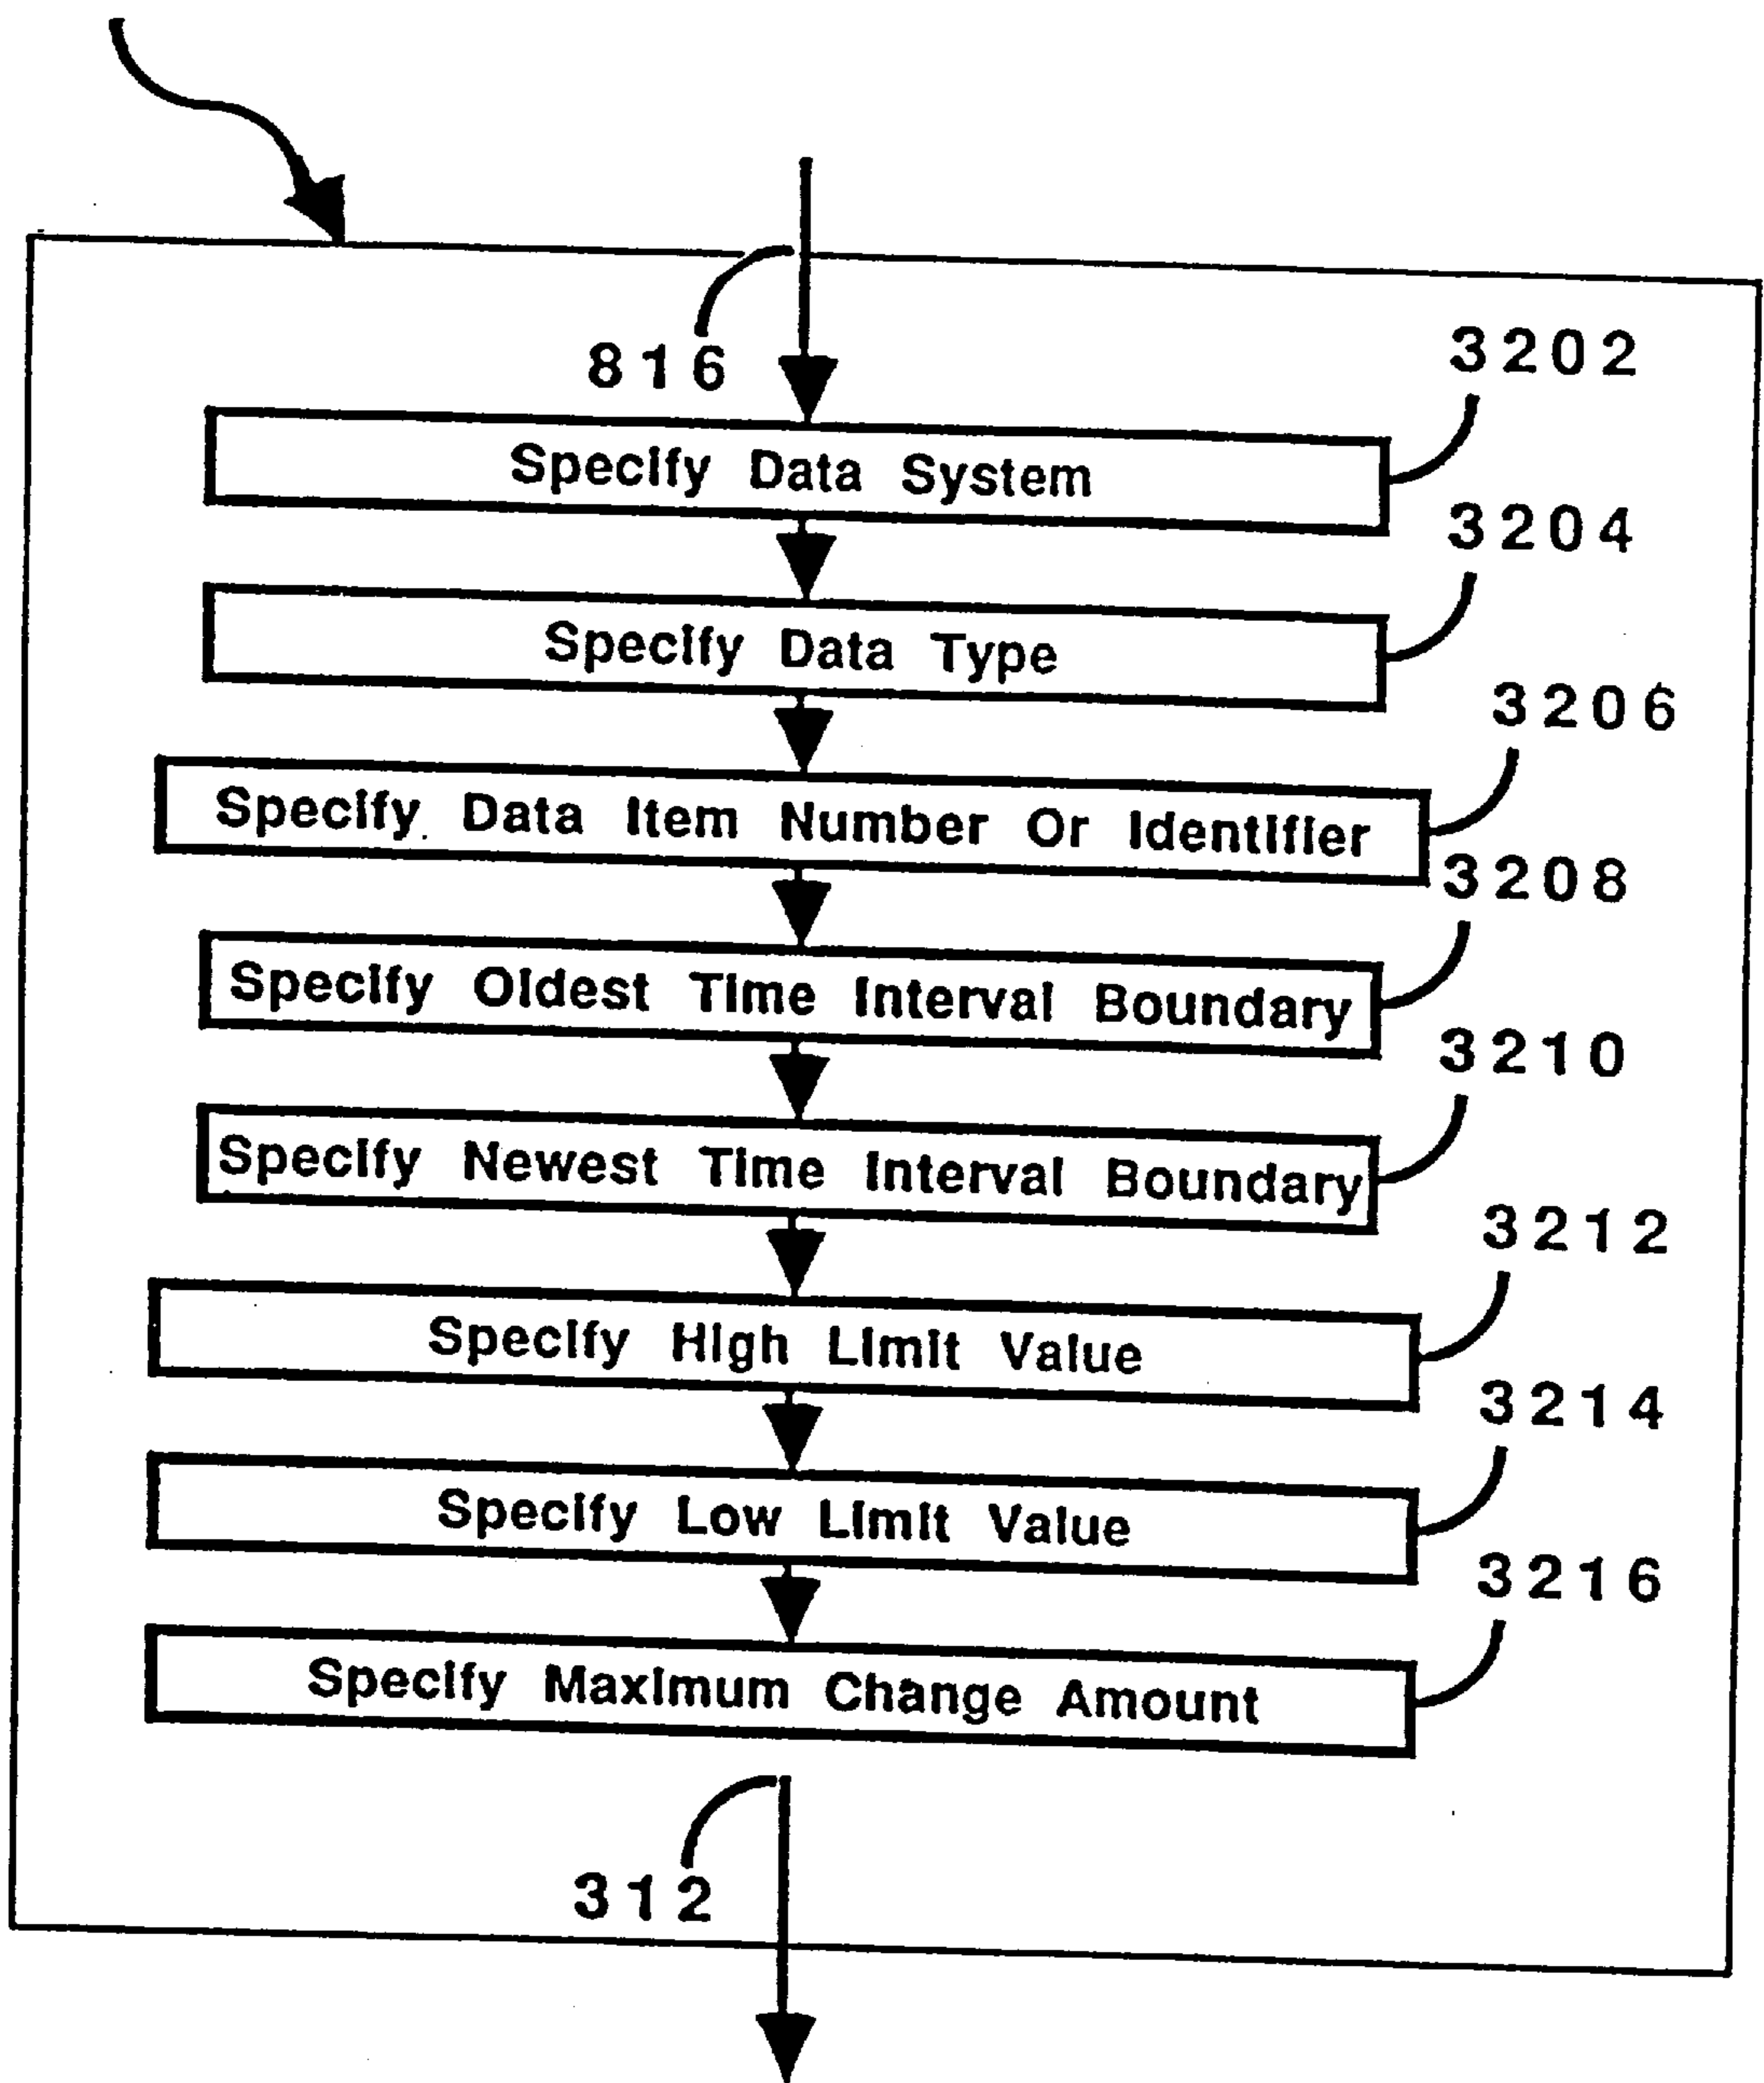 816
3202
Specify Data System
3204
Specify Data Type
3206
Specify Data Item Number Or Identifier
3208
Specify Oldest Time Interval Boundary
3210
Specify Newest Time Interval Boundary
3212
Specify High Limit Value
3214
Specify Low Limit Value
3216
Specify Maximum Change Amount
312